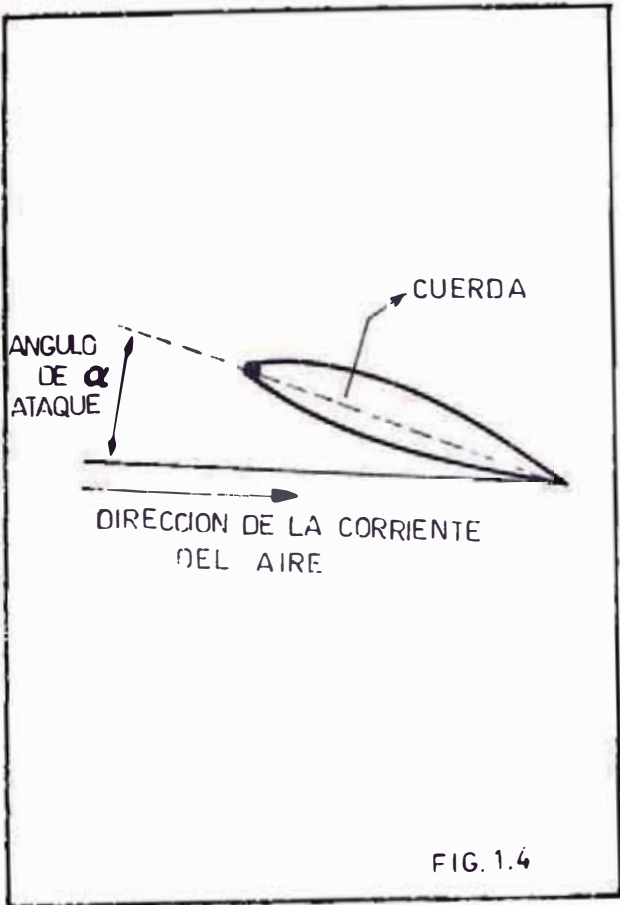 CUERDA
ANGULO
DE α
ATAQUE
DIRECCION DE LA CORRIENTE
DEL AIRE
FIG. 1.4